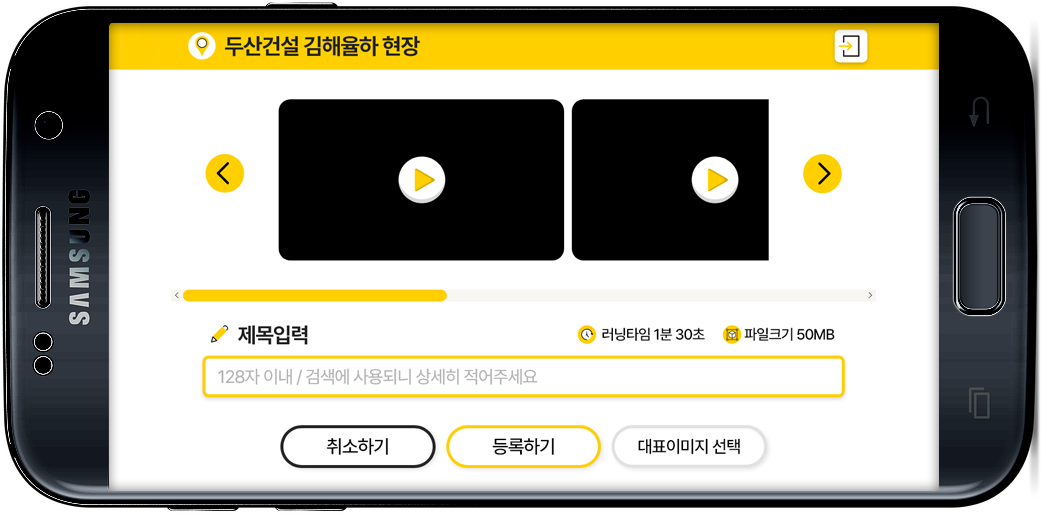 두산건설 김해율하 현장
SAMSUNG
제목입력
러닝타임 1분 30초
파일크기 50MB
128자 이내 / 검색에 사용되니 상세히 적어주세요
취소하기
등록하기
대표이미지 선택